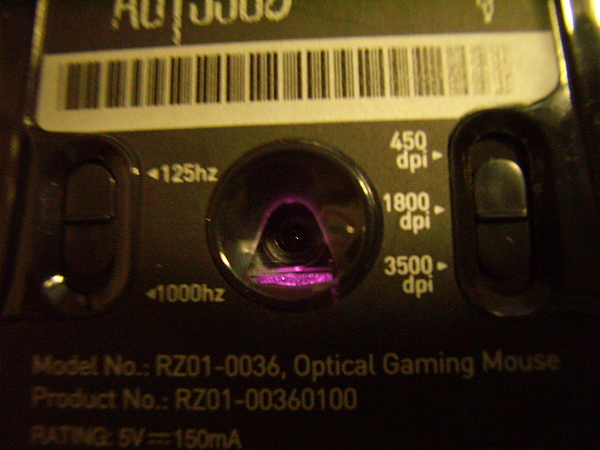 450
dpi
125hz
1800
dpi
3500
dpi
1000hz
Model No.: RZ01-0036, Optical Gaming Mouse
Product No.: RZ01-00360100
RATING: 5V⎓150mA